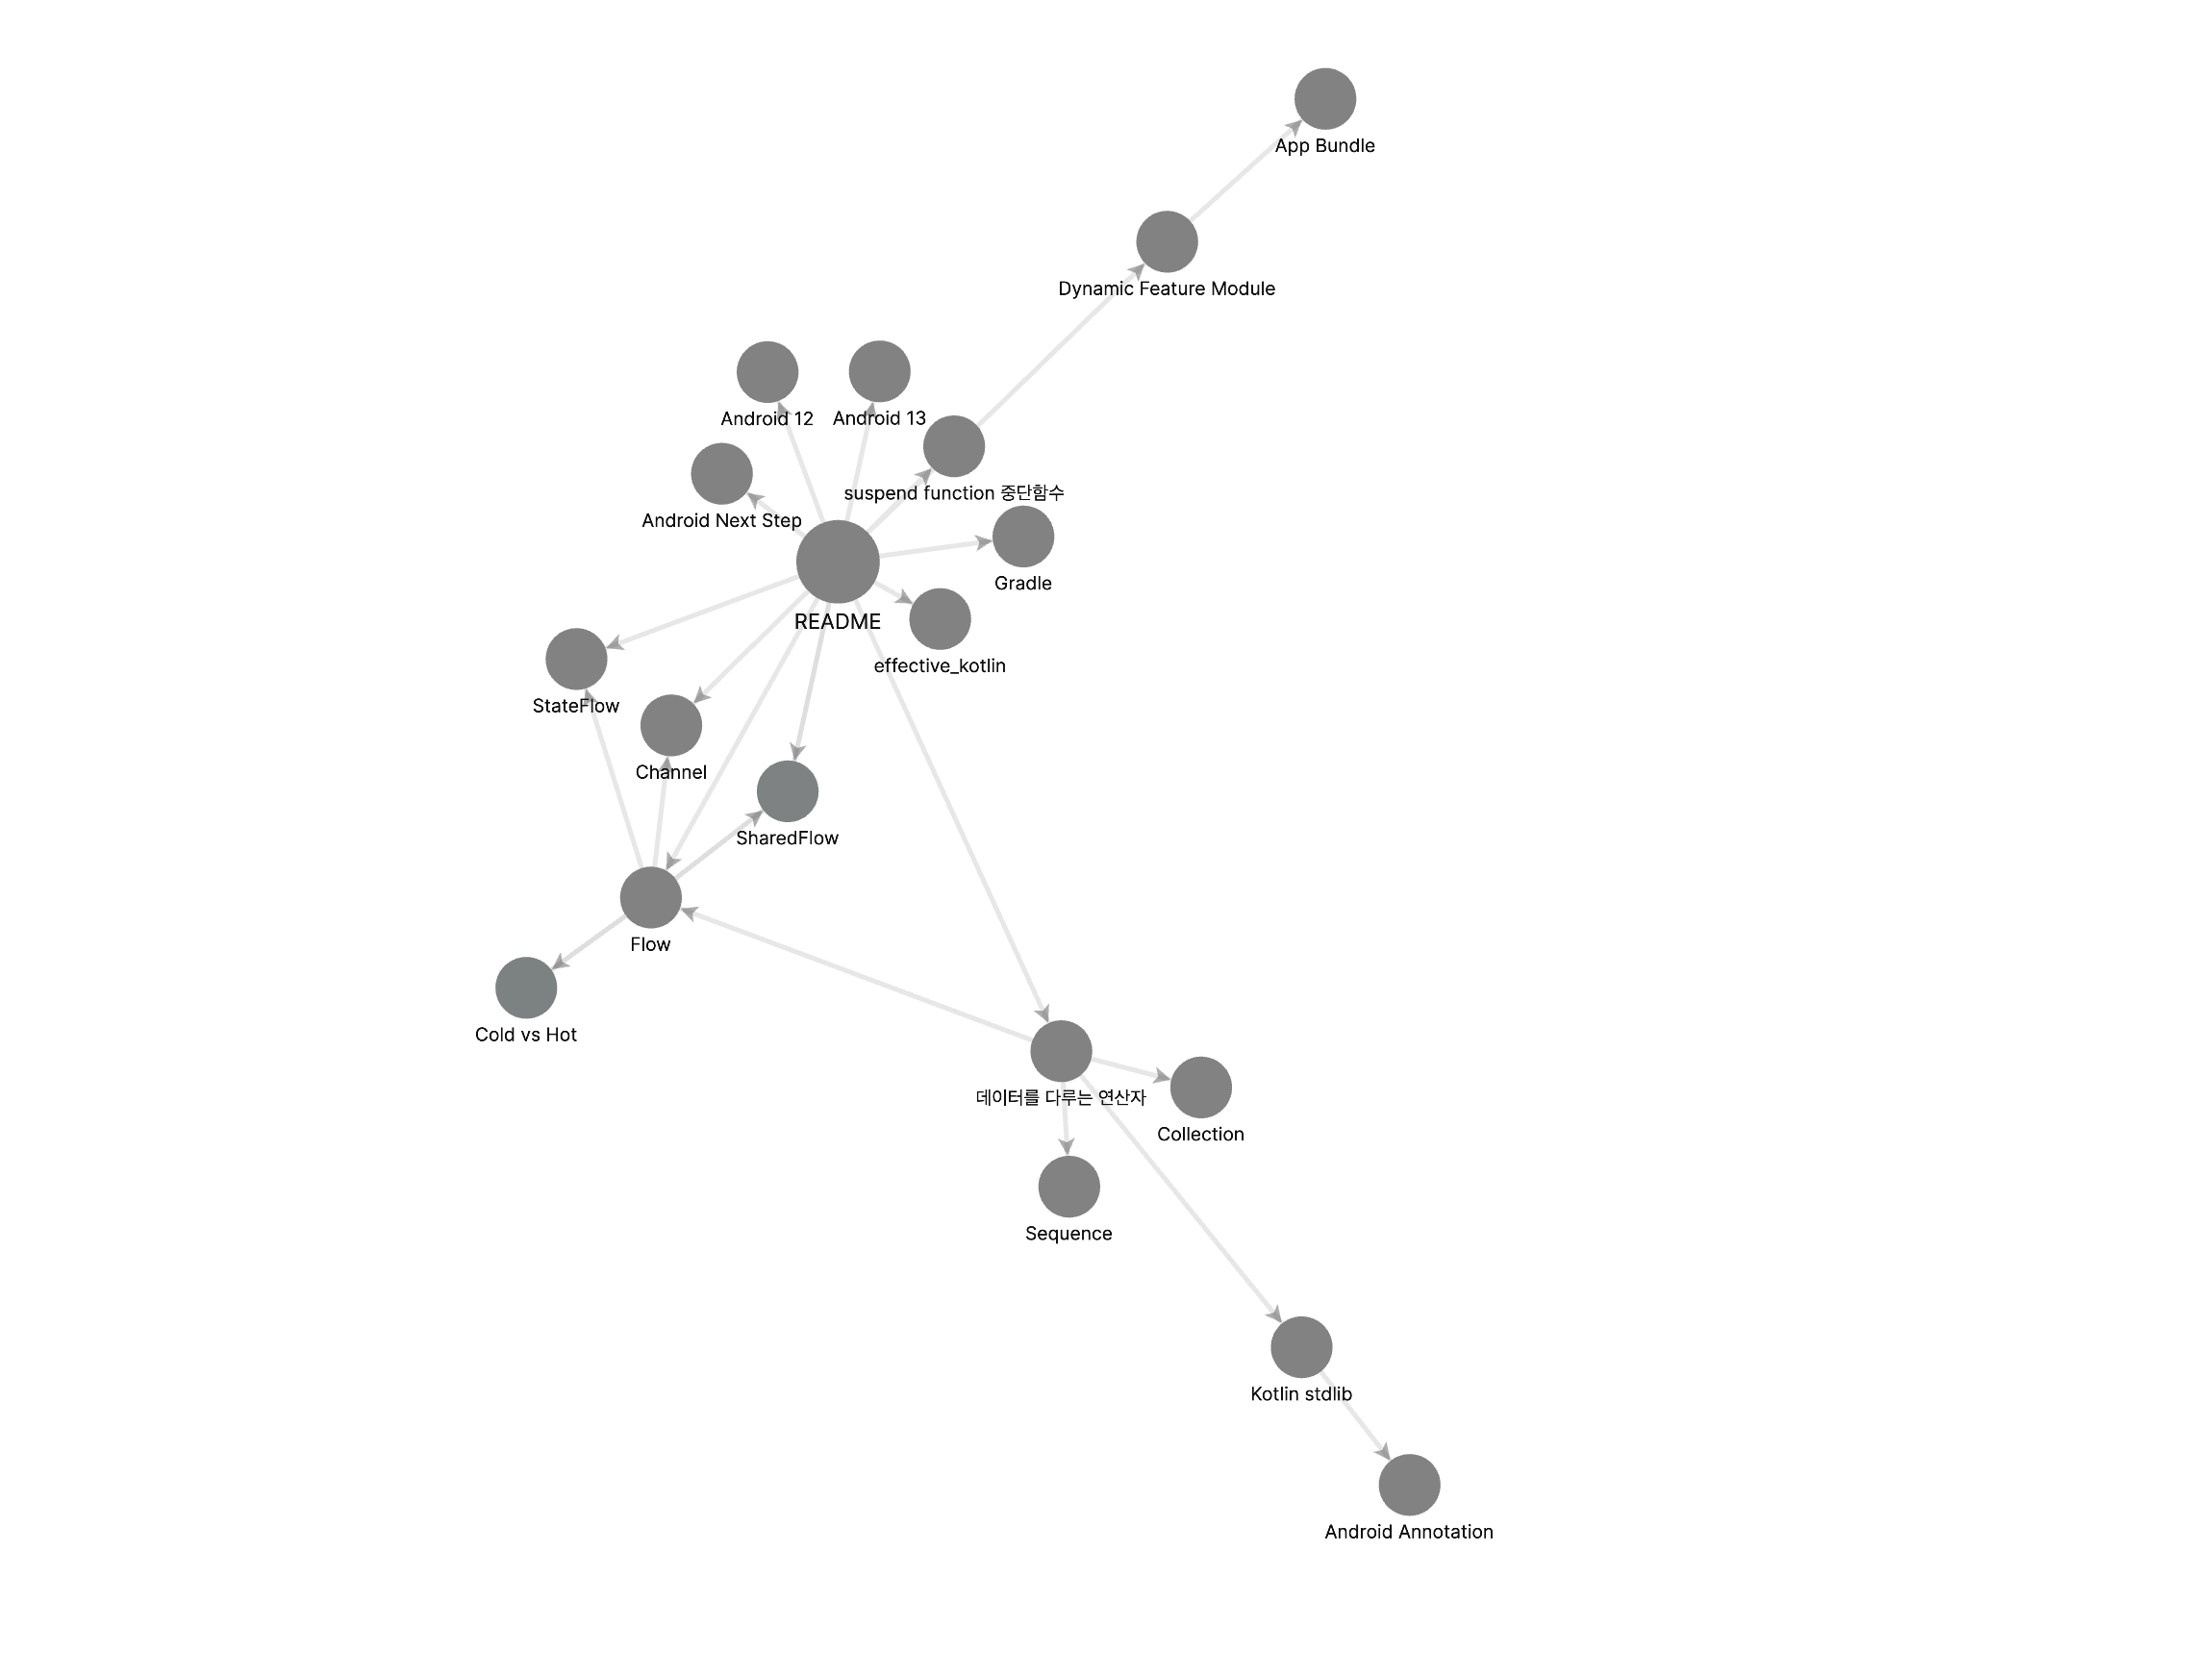 App Bundle
Dynamic Feature Module
Android 12
Android 13
suspend function 중단함수
Android Next Step
Gradle
README
effective_kotlin
StateFlow
Channel
SharedFlow
Flow
Cold vs Hot
데이터를 다루는 연산자
Collection
Sequence
Kotlin stdlib
Android Annotation